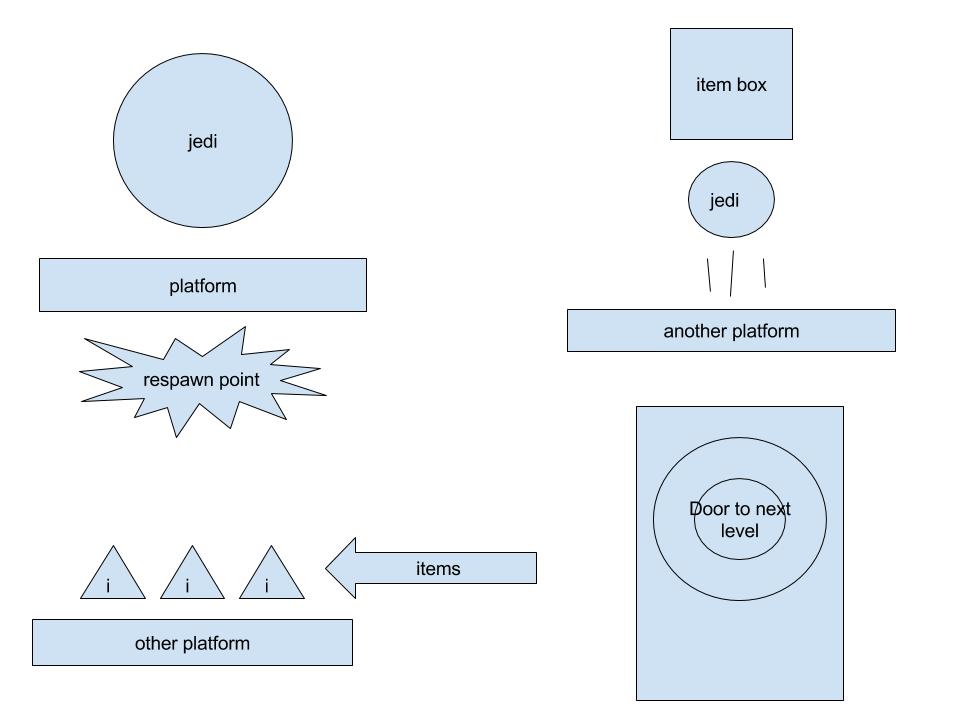 jedi
platform
respawn point
i
i
i
items
other platform
item box
jedi
another platform
Door to next
level